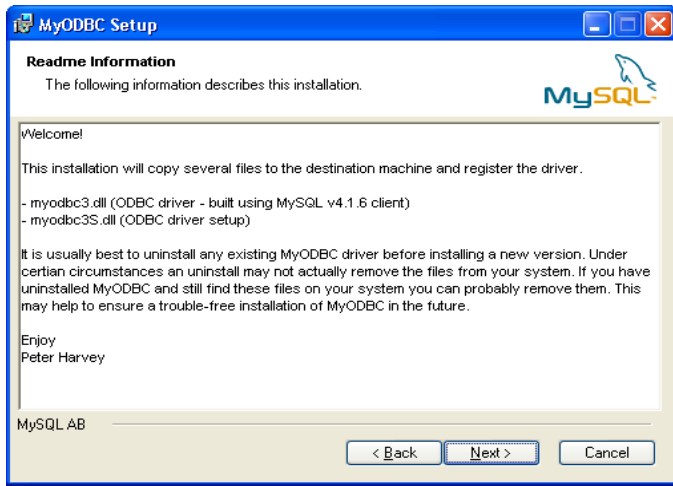 MyODBC Setup
Readme Information
The following information describes this installation.
MySQL
Welcome!
This installation will copy several files to the destination machine and register the driver.
- myodbc3.dll (ODBC driver - built using MySQL v4.1.6 client)
- myodbc3S.dll (ODBC driver setup)
It is usually best to uninstall any existing MyODBC driver before installing a new version. Under
certian circumstances an uninstall may not actually remove the files from your system. If you have
uninstalled MyODBC and still find these files on your system you can probably remove them. This
may help to ensure a trouble-free installation of MyODBC in the future.
Enjoy
Peter Harvey
MySQL AB
< Back Next > Cancel